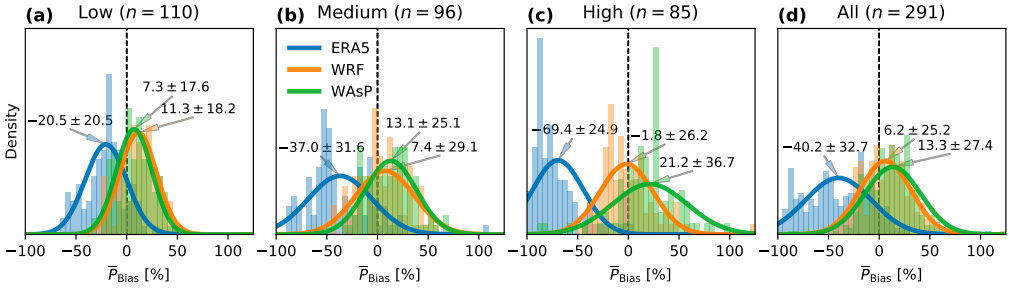 (a) Low (n = 110)
Density
−20.5 ± 20.5
7.3 ± 17.6
11.3 ± 18.2
−100 −50 0 50 100
P̅Bias [%]
(b) Medium (n = 96)
ERA5
WRF
WAsP
−37.0 ± 31.6
13.1 ± 25.1
7.4 ± 29.1
−100 −50 0 50 100
P̅Bias [%]
(c) High (n = 85)
−69.4 ± 24.9
−1.8 ± 26.2
21.2 ± 36.7
−100 −50 0 50 100
P̅Bias [%]
(d) All (n = 291)
−40.2 ± 32.7
6.2 ± 25.2
13.3 ± 27.4
−100 −50 0 50 100
P̅Bias [%]